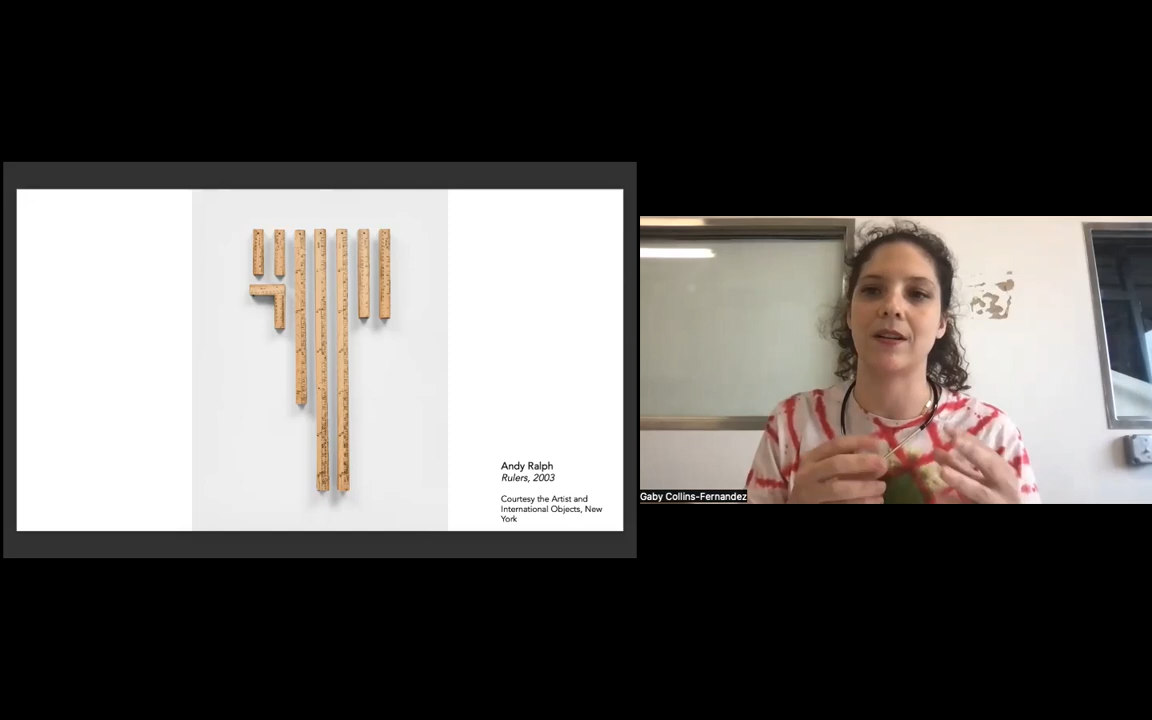 Andy Ralph
Rulers, 2003
Courtesy the Artist and
International Objects, New
York
Gaby Collins-Fernandez